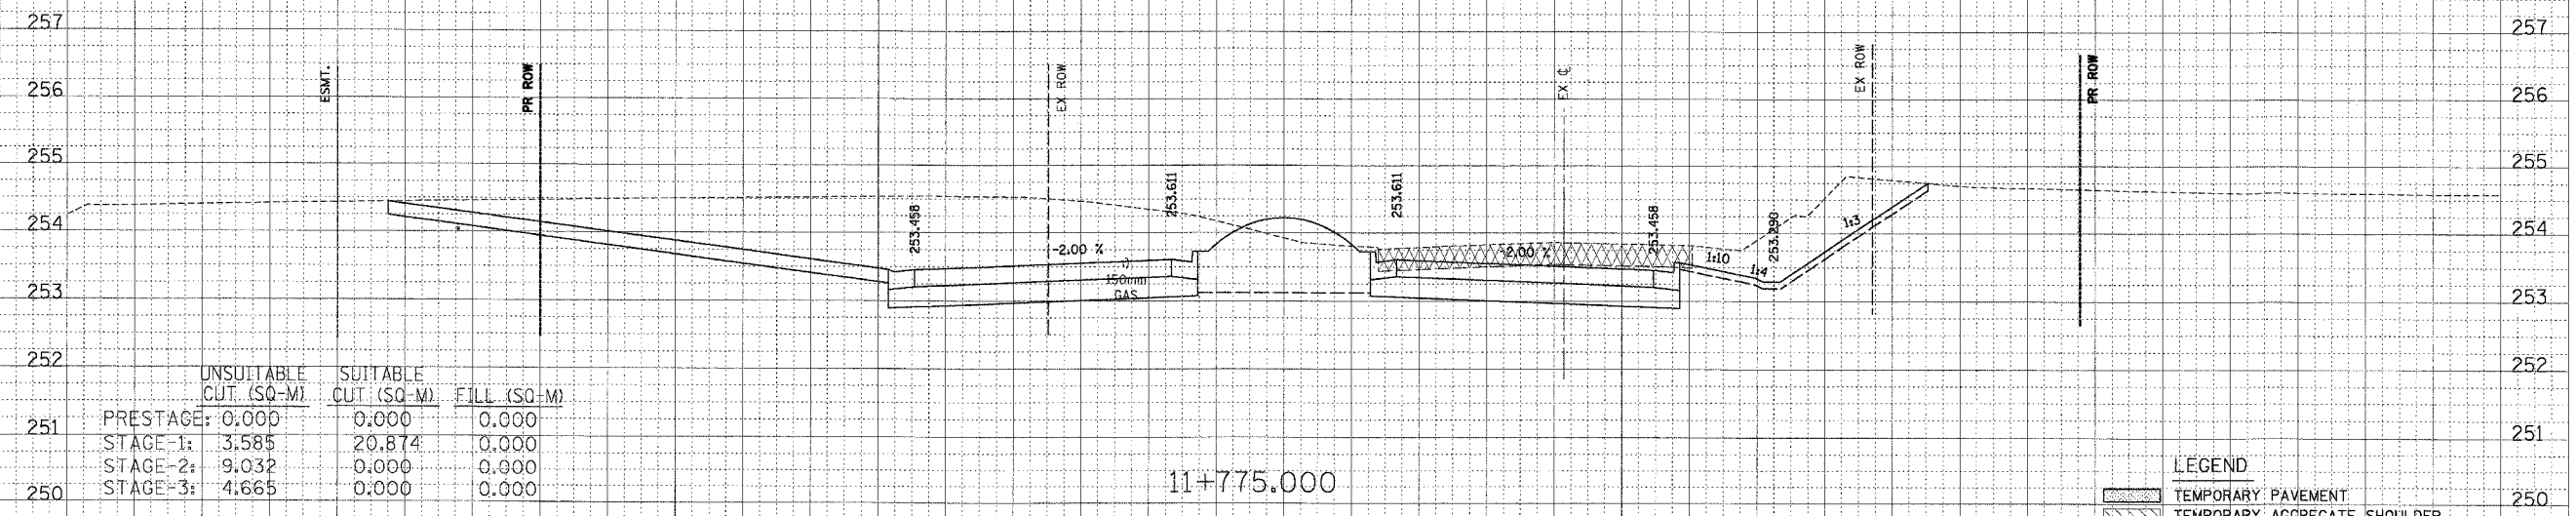 257 257
ESMT. PR ROW EX ROW EX ℄ EX ROW PR ROW
256 256
255 255
253.458 253.611 253.611 253.458 253.290
254 254
-2.00 % -2.00 % 1:10 1:4 1:3
150mm
GAS
253 253
252 252
UNSUITABLE SUITABLE
CUT (SQ-M) CUT (SQ-M) FILL (SQ-M)
PRESTAGE: 0.000 0.000 0.000
251 251
STAGE-1: 3.585 20.874 0.000
STAGE-2: 9.032 0.000 0.000
STAGE-3: 4.665 0.000 0.000
11+775.000
LEGEND
250 250
TEMPORARY PAVEMENT
TEMPORARY AGGREGATE SHOULDER